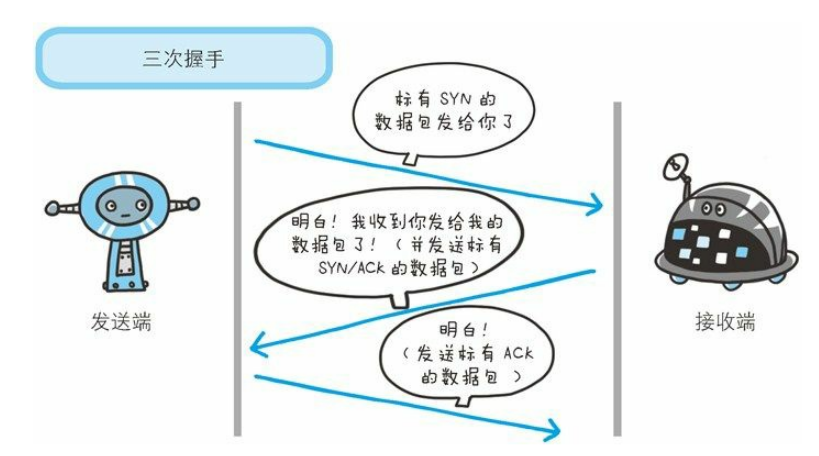 三次握手
标有 SYN 的
数据包发给你了
明白！我收到你发给我的
数据包了！（并发送标有
SYN/ACK 的数据包）
发送端
接收端
明白！
（发送标有 ACK
的数据包 ）